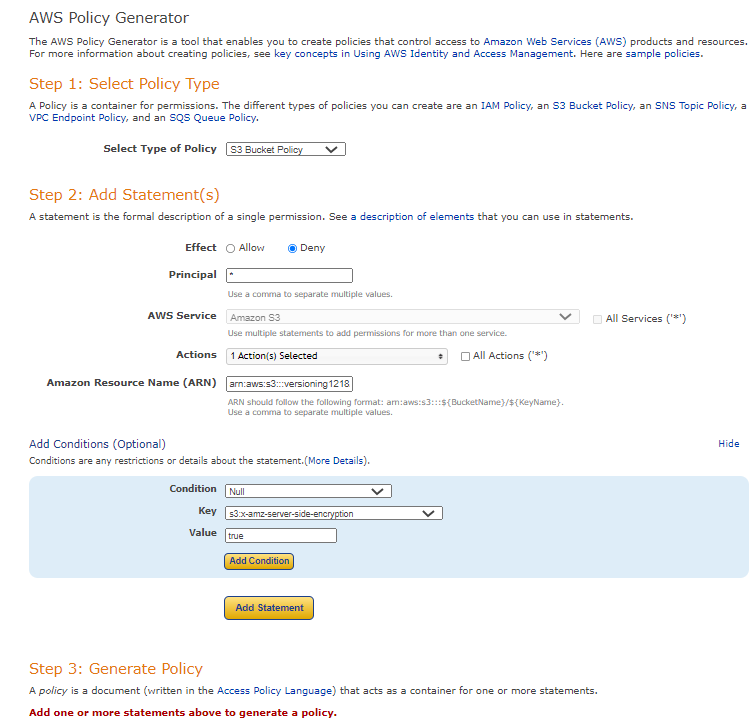 AWS Policy Generator
The AWS Policy Generator is a tool that enables you to create policies that control access to Amazon Web Services (AWS) products and resources.
For more information about creating policies, see key concepts in Using AWS Identity and Access Management. Here are sample policies.
Step 1: Select Policy Type
A Policy is a container for permissions. The different types of policies you can create are an IAM Policy, an S3 Bucket Policy, an SNS Topic Policy, a
VPC Endpoint Policy, and an SQS Queue Policy.
Select Type of Policy S3 Bucket Policy
Step 2: Add Statement(s)
A statement is the formal description of a single permission. See a description of elements that you can use in statements.
Effect Allow Deny
Principal *
Use a comma to separate multiple values.
AWS Service Amazon S3 All Services ('*')
Use multiple statements to add permissions for more than one service.
Actions 1 Action(s) Selected All Actions ('*')
Amazon Resource Name (ARN) arn:aws:s3:::versioning1218
ARN should follow the following format: arn:aws:s3:::${BucketName}/${KeyName}.
Use a comma to separate multiple values.
Add Conditions (Optional) Hide
Conditions are any restrictions or details about the statement.(More Details).
Condition Null
Key s3:x-amz-server-side-encryption
Value true
Add Condition
Add Statement
Step 3: Generate Policy
A policy is a document (written in the Access Policy Language) that acts as a container for one or more statements.
Add one or more statements above to generate a policy.